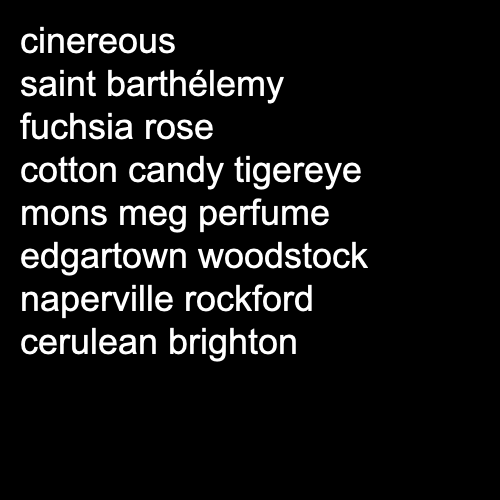 cinereous
saint barthélemy
fuchsia rose
cotton candy tigereye
mons meg perfume
edgartown woodstock
naperville rockford
cerulean brighton